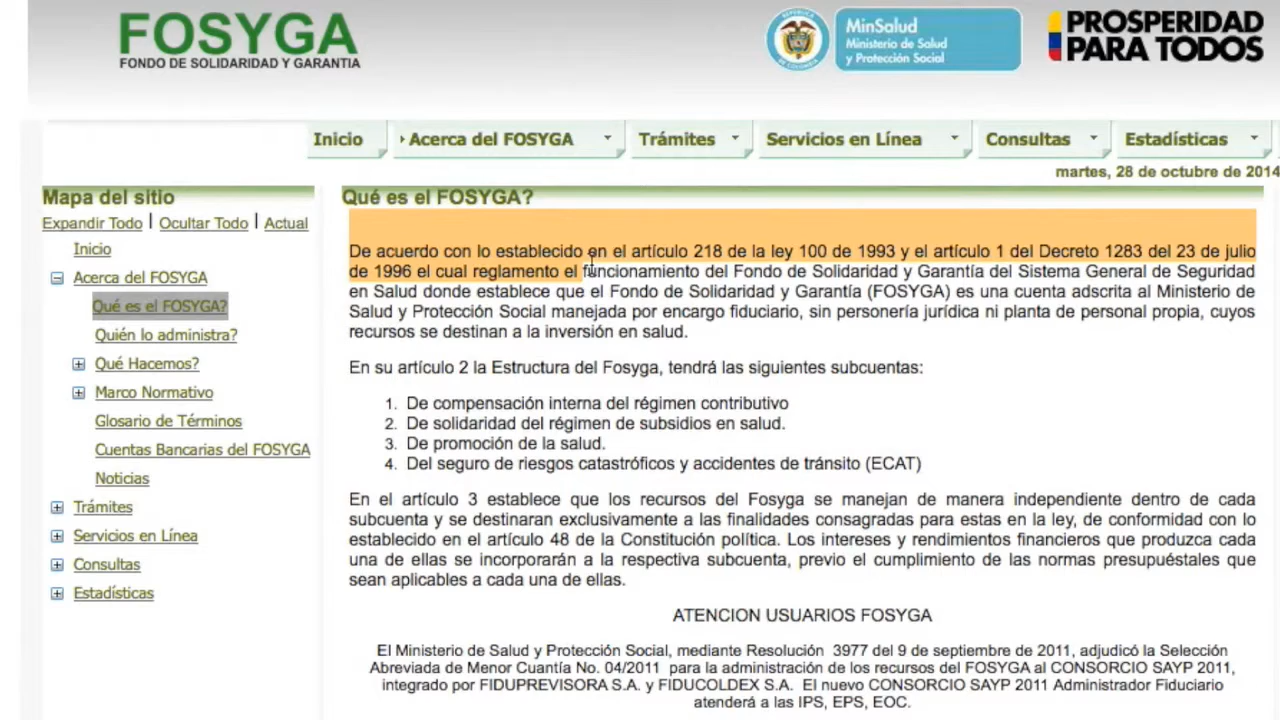 FOSYGA
FONDO DE SOLIDARIDAD Y GARANTIA
MinSalud
Ministerio de Salud
y Protección Social
PROSPERIDAD
PARA TODOS
Inicio
Acerca del FOSYGA
Trámites
Servicios en Línea
Consultas
Estadísticas
martes, 28 de octubre de 2014
Mapa del sitio
Expandir Todo | Ocultar Todo | Actual
Inicio
Acerca del FOSYGA
Qué es el FOSYGA?
Quién lo administra?
Qué Hacemos?
Marco Normativo
Glosario de Términos
Cuentas Bancarias del FOSYGA
Noticias
Trámites
Servicios en Línea
Consultas
Estadísticas
Qué es el FOSYGA?
De acuerdo con lo establecido en el artículo 218 de la ley 100 de 1993 y el artículo 1 del Decreto 1283 del 23 de julio
de 1996 el cual reglamento el funcionamiento del Fondo de Solidaridad y Garantía del Sistema General de Seguridad
en Salud donde establece que el Fondo de Solidaridad y Garantía (FOSYGA) es una cuenta adscrita al Ministerio de
Salud y Protección Social manejada por encargo fiduciario, sin personería jurídica ni planta de personal propia, cuyos
recursos se destinan a la inversión en salud.
En su artículo 2 la Estructura del Fosyga, tendrá las siguientes subcuentas:
1. De compensación interna del régimen contributivo
2. De solidaridad del régimen de subsidios en salud.
3. De promoción de la salud.
4. Del seguro de riesgos catastróficos y accidentes de tránsito (ECAT)
En el artículo 3 establece que los recursos del Fosyga se manejan de manera independiente dentro de cada
subcuenta y se destinaran exclusivamente a las finalidades consagradas para estas en la ley, de conformidad con lo
establecido en el artículo 48 de la Constitución política. Los intereses y rendimientos financieros que produzca cada
una de ellas se incorporarán a la respectiva subcuenta, previo el cumplimiento de las normas presupuéstales que
sean aplicables a cada una de ellas.
ATENCION USUARIOS FOSYGA
El Ministerio de Salud y Protección Social, mediante Resolución 3977 del 9 de septiembre de 2011, adjudicó la Selección
Abreviada de Menor Cuantía No. 04/2011 para la administración de los recursos del FOSYGA al CONSORCIO SAYP 2011,
integrado por FIDUPREVISORA S.A. y FIDUCOLDEX S.A. El nuevo CONSORCIO SAYP 2011 Administrador Fiduciario
atenderá a las IPS, EPS, EOC.